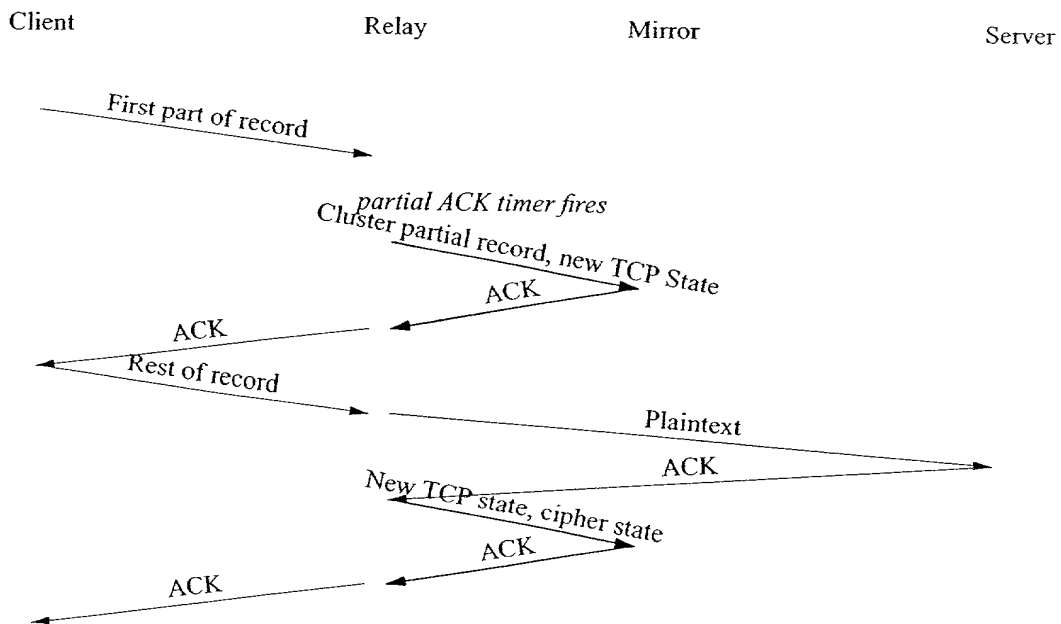 Client Relay Mirror Server
First part of record
partial ACK timer fires
Cluster partial record, new TCP State
ACK
ACK
Rest of record
Plaintext
ACK
New TCP state, cipher state
ACK
ACK